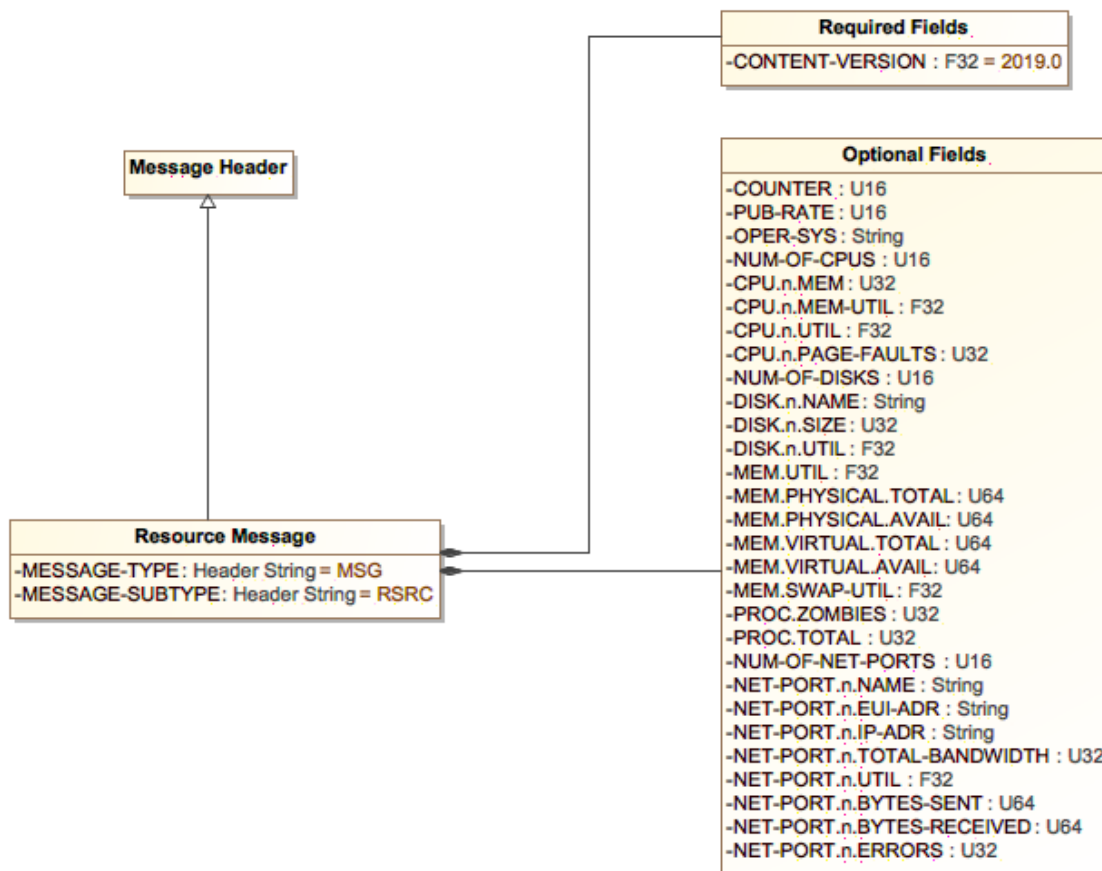 Required Fields
-CONTENT-VERSION : F32 = 2019.0
Message Header
Optional Fields
-COUNTER : U16
-PUB-RATE : U16
-OPER-SYS : String
-NUM-OF-CPUS : U16
-CPU.n.MEM : U32
-CPU.n.MEM-UTIL : F32
-CPU.n.UTIL : F32
-CPU.n.PAGE-FAULTS : U32
-NUM-OF-DISKS : U16
-DISK.n.NAME : String
-DISK.n.SIZE : U32
-DISK.n.UTIL : F32
-MEM.UTIL : F32
-MEM.PHYSICAL.TOTAL : U64
-MEM.PHYSICAL.AVAIL : U64
-MEM.VIRTUAL.TOTAL : U64
-MEM.VIRTUAL.AVAIL : U64
-MEM.SWAP-UTIL : F32
-PROC.ZOMBIES : U32
-PROC.TOTAL : U32
-NUM-OF-NET-PORTS : U16
-NET-PORT.n.NAME : String
-NET-PORT.n.EUI-ADR : String
-NET-PORT.n.IP-ADR : String
-NET-PORT.n.TOTAL-BANDWIDTH : U32
-NET-PORT.n.UTIL : F32
-NET-PORT.n.BYTES-SENT : U64
-NET-PORT.n.BYTES-RECEIVED : U64
-NET-PORT.n.ERRORS : U32
Resource Message
-MESSAGE-TYPE : Header String = MSG
-MESSAGE-SUBTYPE : Header String = RSRC